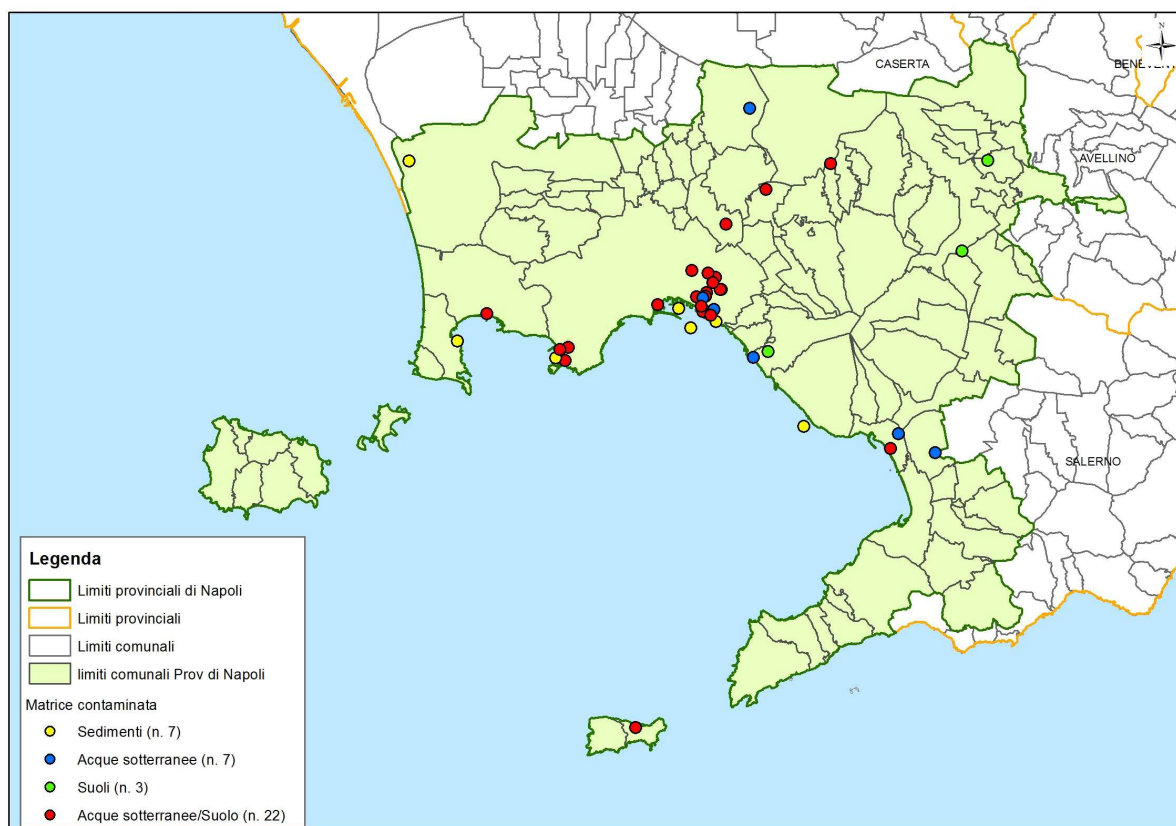 N
CASERTA
BENEVENT
AVELLINO
SALERNO
Legenda
Limiti provinciali di Napoli
Limiti provinciali
Limiti comunali
limiti comunali Prov di Napoli
Matrice contaminata
Sedimenti (n. 7)
Acque sotterranee (n. 7)
Suoli (n. 3)
Acque sotterranee/Suolo (n. 22)